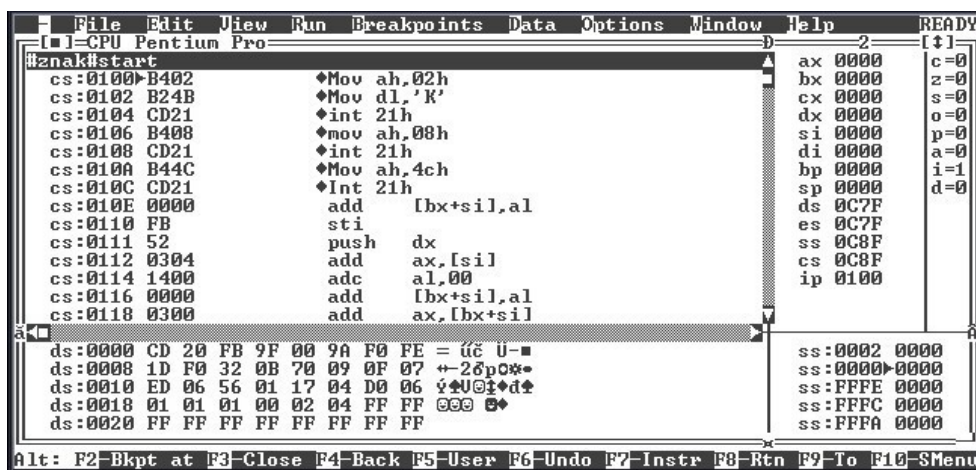 File Edit View Run Breakpoints Data Options Window Help READY
[■]=CPU Pentium Pro 2 [↕]
#znak#start
cs:0100►B402 ♦Mov ah,02h
cs:0102 B24B ♦Mov dl,'K'
cs:0104 CD21 ♦int 21h
cs:0106 B408 ♦mov ah,08h
cs:0108 CD21 ♦int 21h
cs:010A B44C ♦Mov ah,4ch
cs:010C CD21 ♦Int 21h
cs:010E 0000 add [bx+si],al
cs:0110 FB sti
cs:0111 52 push dx
cs:0112 0304 add ax,[si]
cs:0114 1400 adc al,00
cs:0116 0000 add [bx+si],al
cs:0118 0300 add ax,[bx+si]
ax 0000 c=0
bx 0000 z=0
cx 0000 s=0
dx 0000 o=0
si 0000 p=0
di 0000 a=0
bp 0000 i=1
sp 0000 d=0
ds 0C7F
es 0C7F
ss 0C8F
cs 0C8F
ip 0100
ds:0000 CD 20 FB 9F 00 9A F0 FE
ds:0008 1D F0 32 0B 70 09 0F 07
ds:0010 ED 06 56 01 17 04 D0 06
ds:0018 01 01 01 00 02 04 FF FF
ds:0020 FF FF FF FF FF FF FF FF
ss:0002 0000
ss:0000►0000
ss:FFFE 0000
ss:FFFC 0000
ss:FFFA 0000
Alt: F2-Bkpt at F3-Close F4-Back F5-User F6-Undo F7-Instr F8-Rtn F9-To F10-SMenu